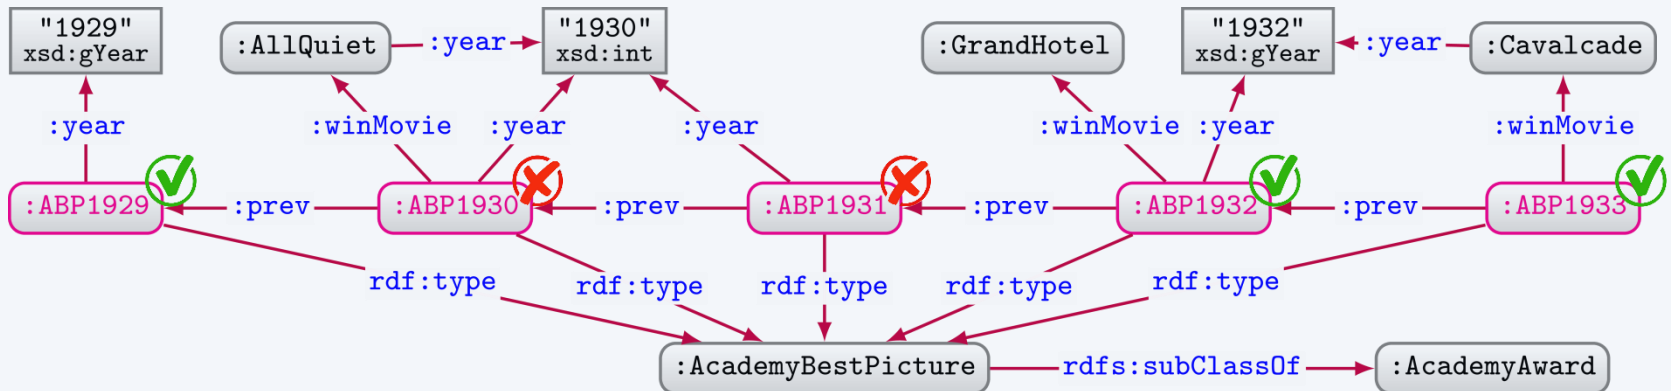 "1929"
xsd:gYear
:AllQuiet
:year
"1930"
xsd:int
:GrandHotel
"1932"
xsd:gYear
:year
:Cavalcade
:year
:winMovie
:year
:year
:winMovie
:year
:winMovie
:ABP1929
:prev
:ABP1930
:prev
:ABP1931
:prev
:ABP1932
:prev
:ABP1933
rdf:type
rdf:type
rdf:type
rdf:type
rdf:type
:AcademyBestPicture
rdfs:subClassOf
:AcademyAward